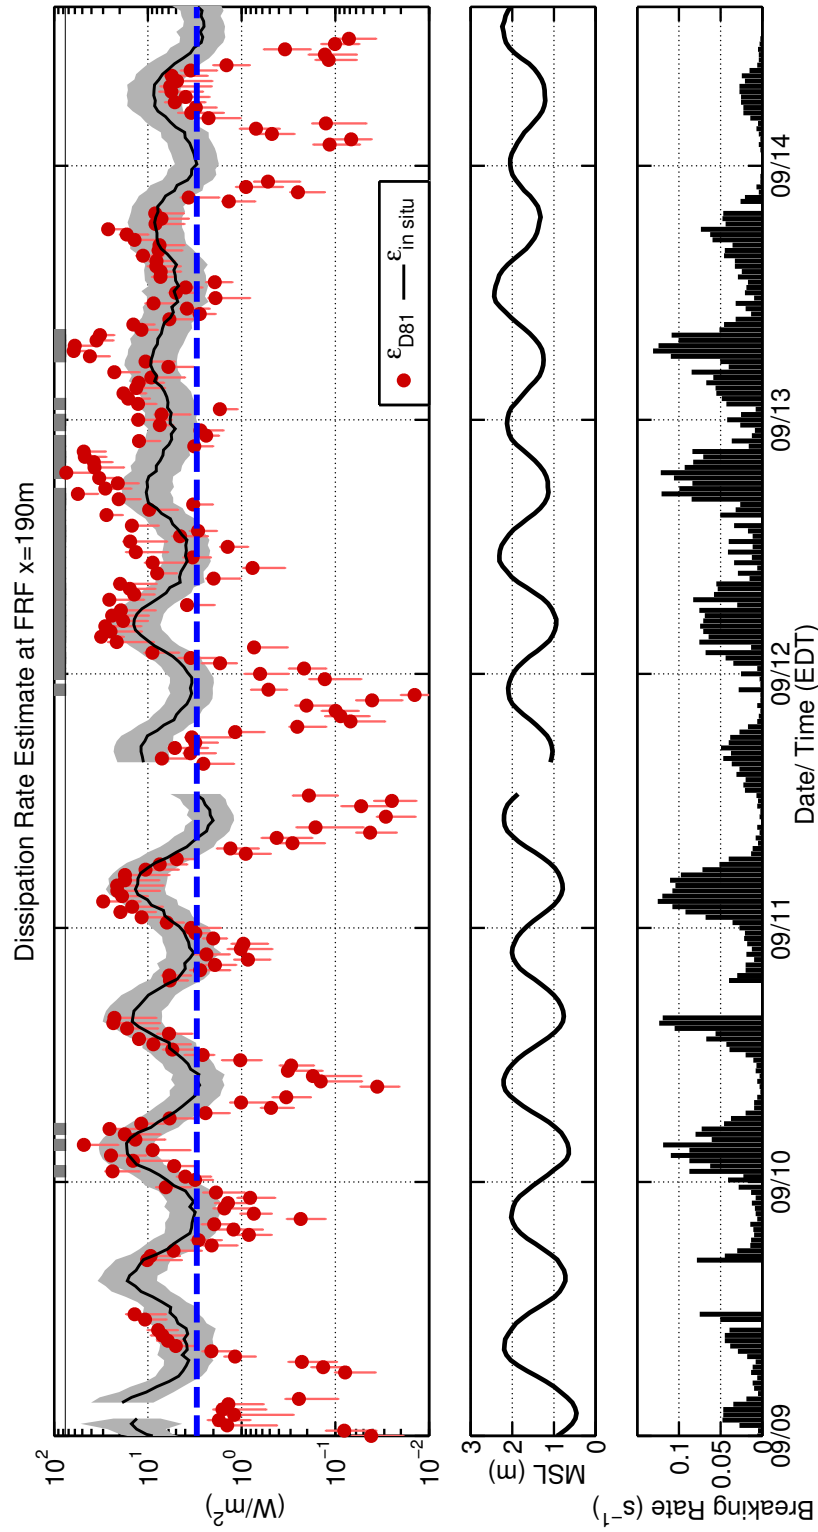 Dissipation Rate Estimate at FRF x=190m
10²
10¹
10⁰
10⁻¹
10⁻²
(W/m²)
ε_D81
ε_in situ
3
2
1
0
MSL (m)
0.1
0.05
0
Breaking Rate (s⁻¹)
09/09
09/10
09/11
09/12
09/13
09/14
Date/ Time (EDT)